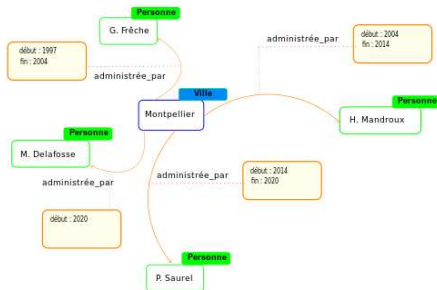 Personne
G. Frêche
début : 1997
fin : 2004
administrée_par
début : 2004
fin : 2014
administrée_par
Ville
Montpellier
Personne
H. Mandroux
Personne
M. Delafosse
administrée_par
début : 2014
fin : 2020
administrée_par
début : 2020
Personne
P. Saurel